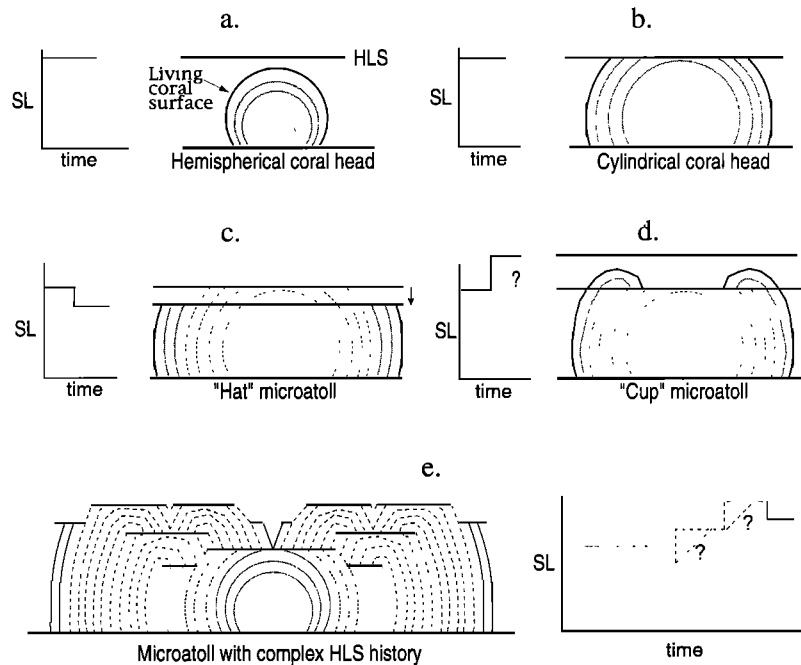 a.
b.
HLS
Living
coral
surface
SL
time
Hemispherical coral head
SL
time
Cylindrical coral head
c.
d.
SL
time
"Hat" microatoll
?
SL
time
"Cup" microatoll
e.
Microatoll with complex HLS history
?
?
SL
time